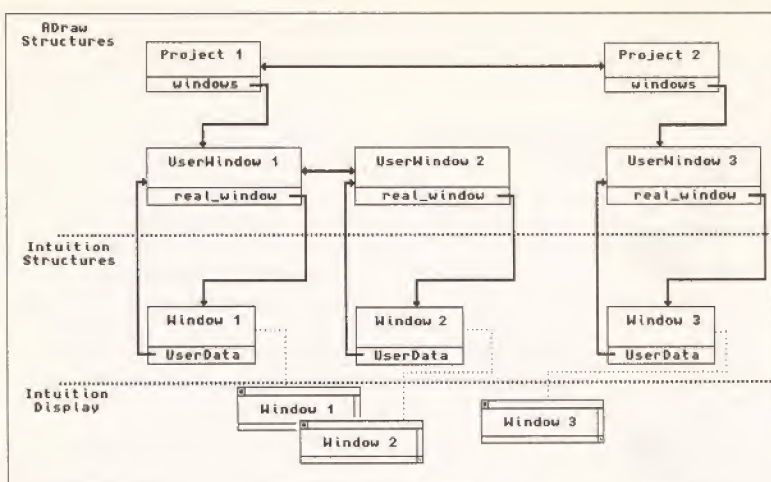 ADraw
Structures
Project 1
Project 2
windows
windows
UserWindow 1
UserWindow 2
UserWindow 3
real_window
real_window
real_window
Intuition
Structures
Window 1
Window 2
Window 3
UserData
UserData
UserData
Intuition
Display
Window 1
Window 2
Window 3